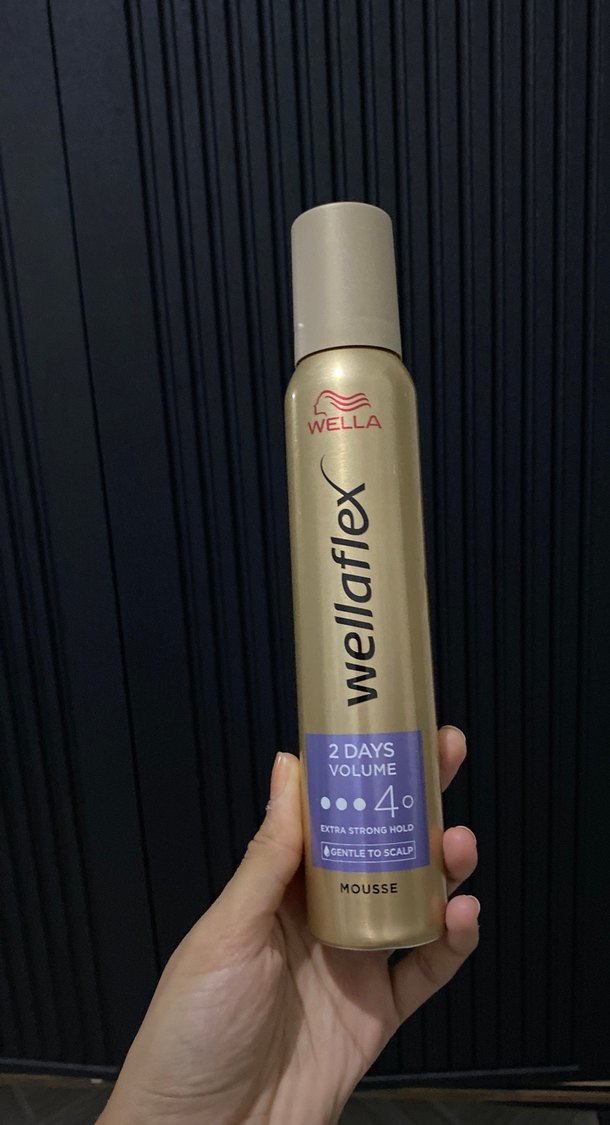 WELLA
wellaflex
2 DAYS
VOLUME
4
EXTRA STRONG HOLD
GENTLE TO SCALP
MOUSSE